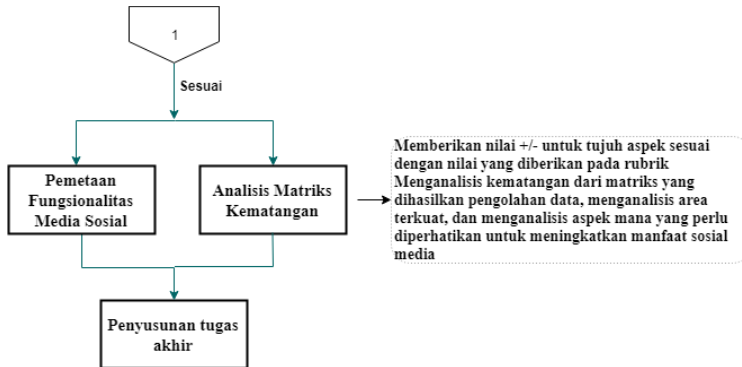 1
Sesuai
Pemetaan
Fungsionalitas
Media Sosial
Analisis Matriks
Kematangan
Memberikan nilai +/- untuk tujuh aspek sesuai
dengan nilai yang diberikan pada rubrik
Menganalisis kematangan dari matriks yang
dihasilkan pengolahan data, menganalisis area
terkuat, dan menganalisis aspek mana yang perlu
diperhatikan untuk meningkatkan manfaat sosial
media
Penyusunan tugas
akhir